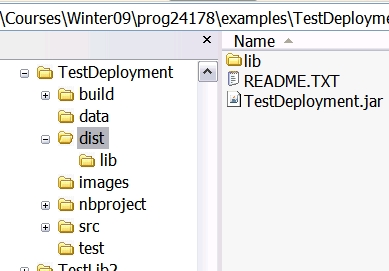 \Courses\Winter09\prog24178\examples\TestDeployme
Name
TestDeployment
build
data
dist
lib
images
nbproject
src
test
TestLib2
lib
README.TXT
TestDeployment.jar